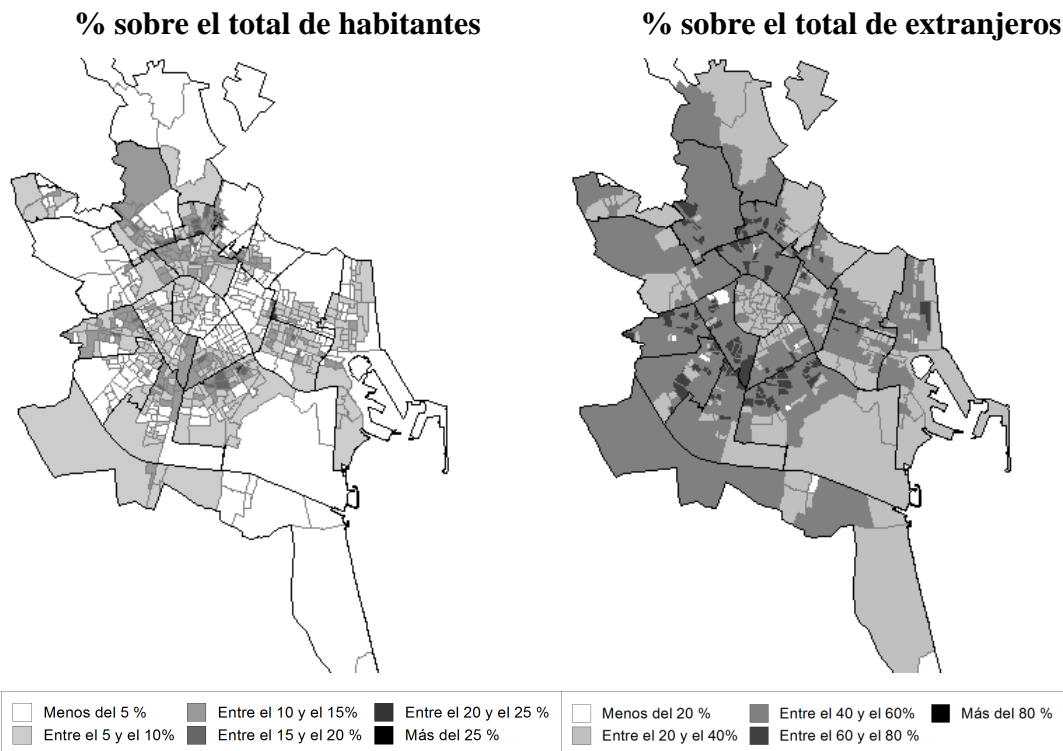 % sobre el total de habitantes
% sobre el total de extranjeros
Menos del 5 %
Entre el 5 y el 10%
Entre el 10 y el 15%
Entre el 15 y el 20 %
Entre el 20 y el 25 %
Más del 25 %
Menos del 20 %
Entre el 20 y el 40%
Entre el 40 y el 60%
Entre el 60 y el 80 %
Más del 80 %